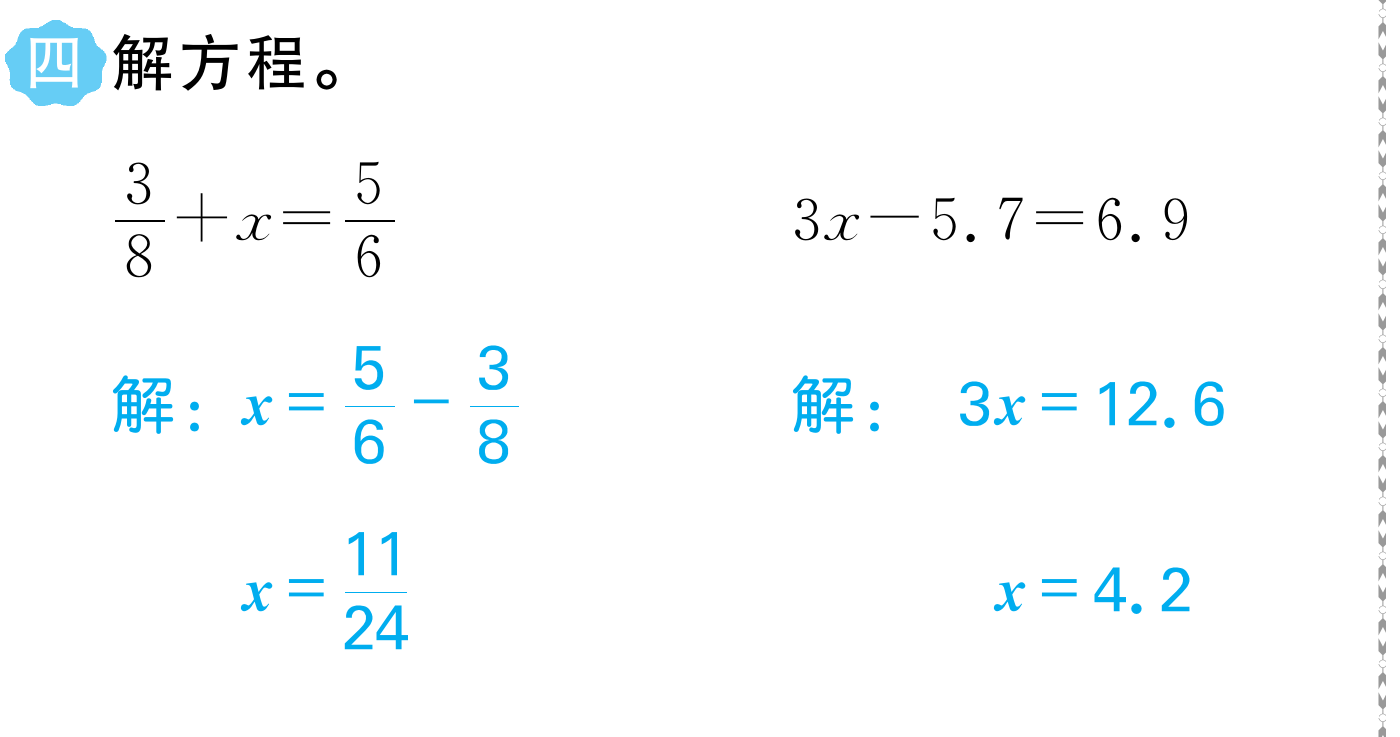 四 解方程。
3/8+x=5/6
3x-5.7=6.9
解：x=5/6-3/8
解： 3x=12.6
x=11/24
x=4.2